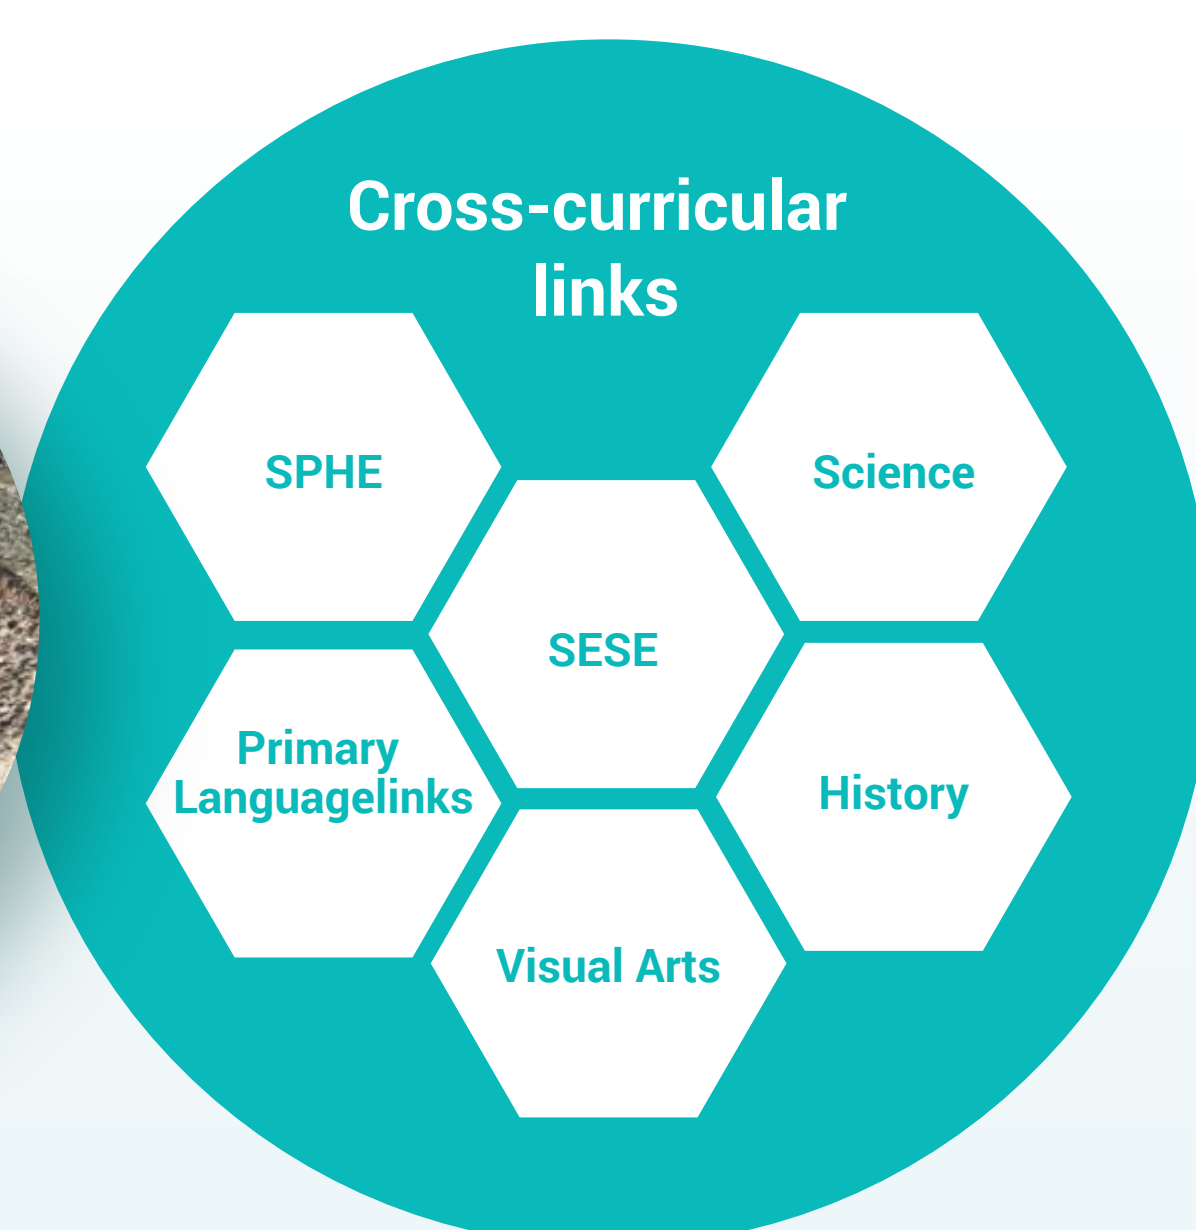 Cross-curricular
links
SPHE
Science
SESE
Primary
Languagelinks
History
Visual Arts